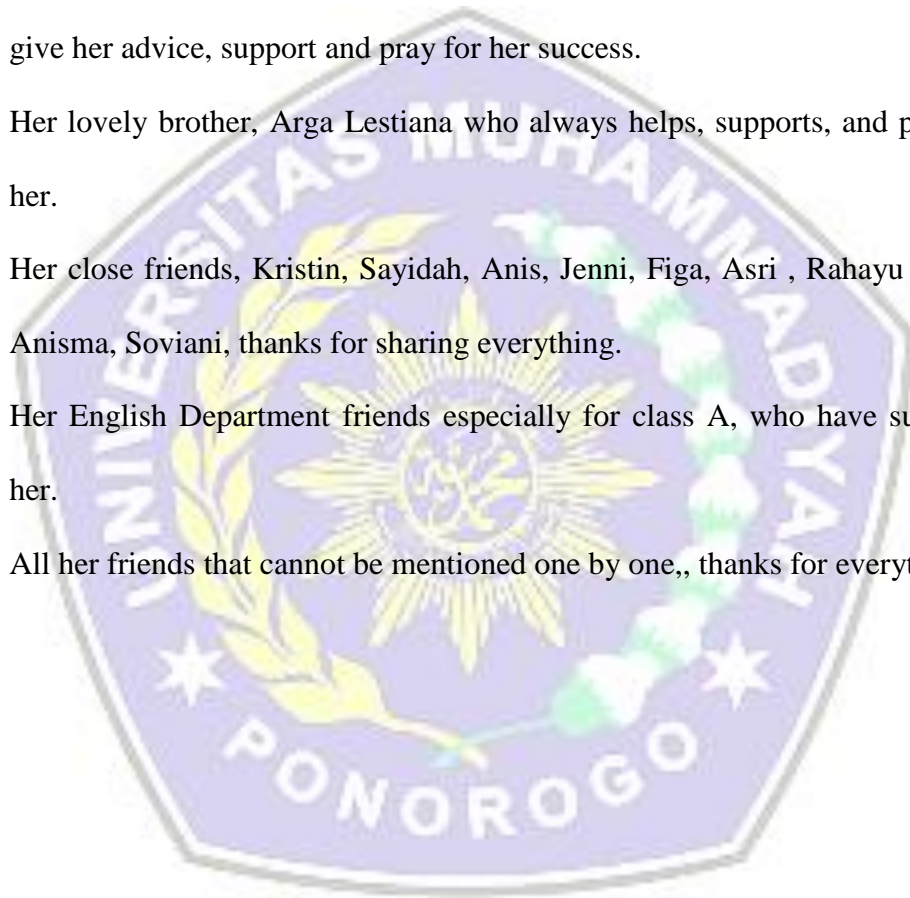 give her advice, support and pray for her success.
Her lovely brother, Arga Lestiana who always helps, supports, and
her.
Her close friends, Kristin, Sayidah, Anis, Jenni, Figa, Asri , Rahayu
Anisma, Soviani, thanks for sharing everything.
Her English Department friends especially for class A, who have
her.
All her friends that cannot be mentioned one by one,, thanks for
UNIVERSITAS MUHAMMADYAH
PONOROGO